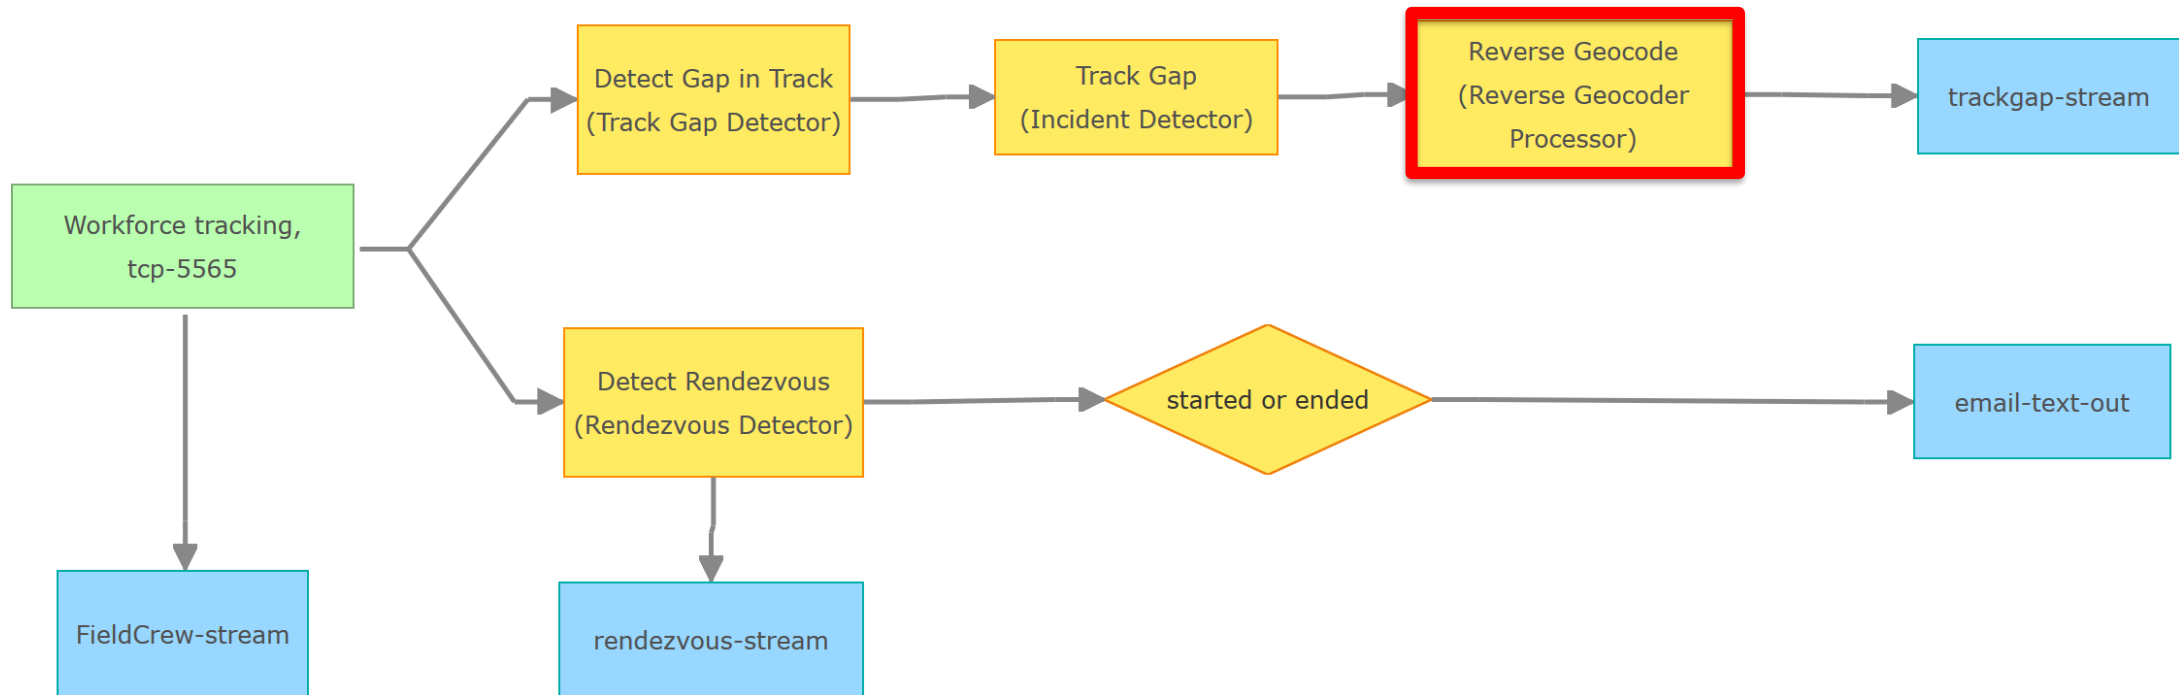 Detect Gap in Track
(Track Gap Detector)
Track Gap
(Incident Detector)
Reverse Geocode
(Reverse Geocoder
Processor)
trackgap-stream
Workforce tracking,
tcp-5565
Detect Rendezvous
(Rendezvous Detector)
started or ended
email-text-out
FieldCrew-stream
rendezvous-stream